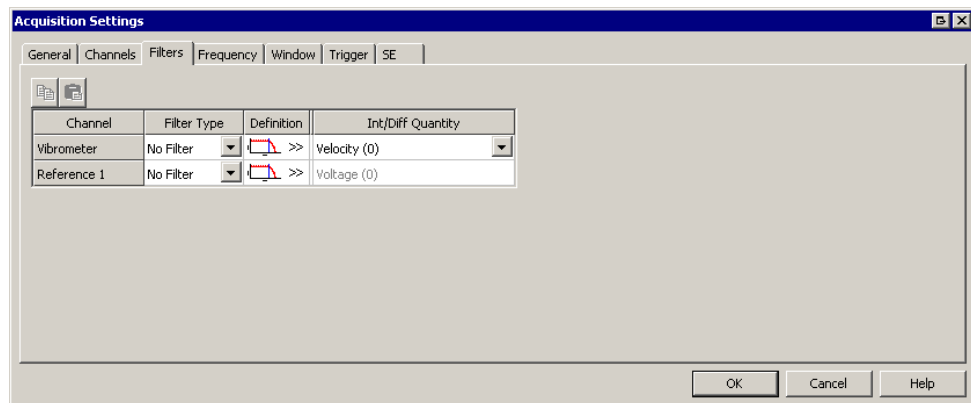 Acquisition Settings
General Channels Filters Frequency Window Trigger SE
Channel Filter Type Definition Int/Diff Quantity
Vibrometer No Filter >> Velocity (0)
Reference 1 No Filter >> Voltage (0)
OK Cancel Help